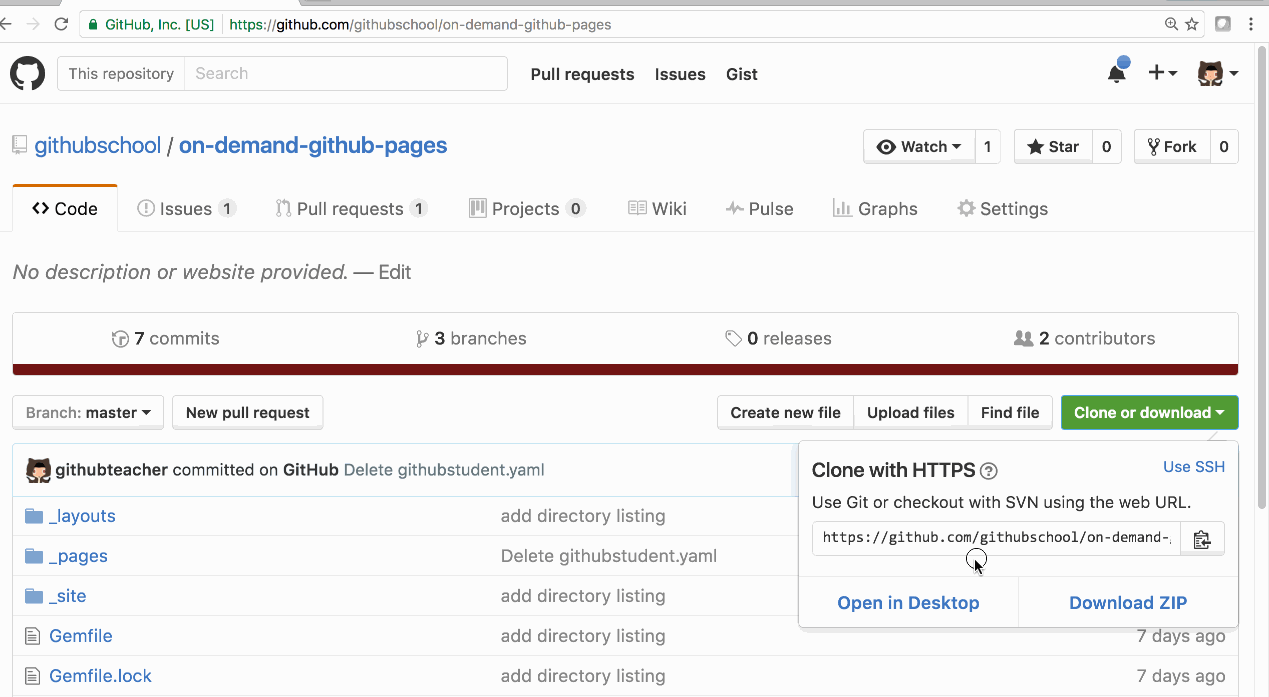 GitHub, Inc. [US] https://github.com/githubschool/on-demand-github-pages
This repository Search Pull requests Issues Gist
githubschool / on-demand-github-pages Watch 1 Star 0 Fork 0
Code Issues 1 Pull requests 1 Projects 0 Wiki Pulse Graphs Settings
No description or website provided. — Edit
7 commits 3 branches 0 releases 2 contributors
Branch: master New pull request Create new file Upload files Find file Clone or download
githubteacher committed on GitHub Delete githubstudent.yaml
Clone with HTTPS ? Use SSH
Use Git or checkout with SVN using the web URL.
https://github.com/githubschool/on-demand-
Open in Desktop Download ZIP
_layouts add directory listing
_pages Delete githubstudent.yaml
_site add directory listing
Gemfile add directory listing 7 days ago
Gemfile.lock add directory listing 7 days ago